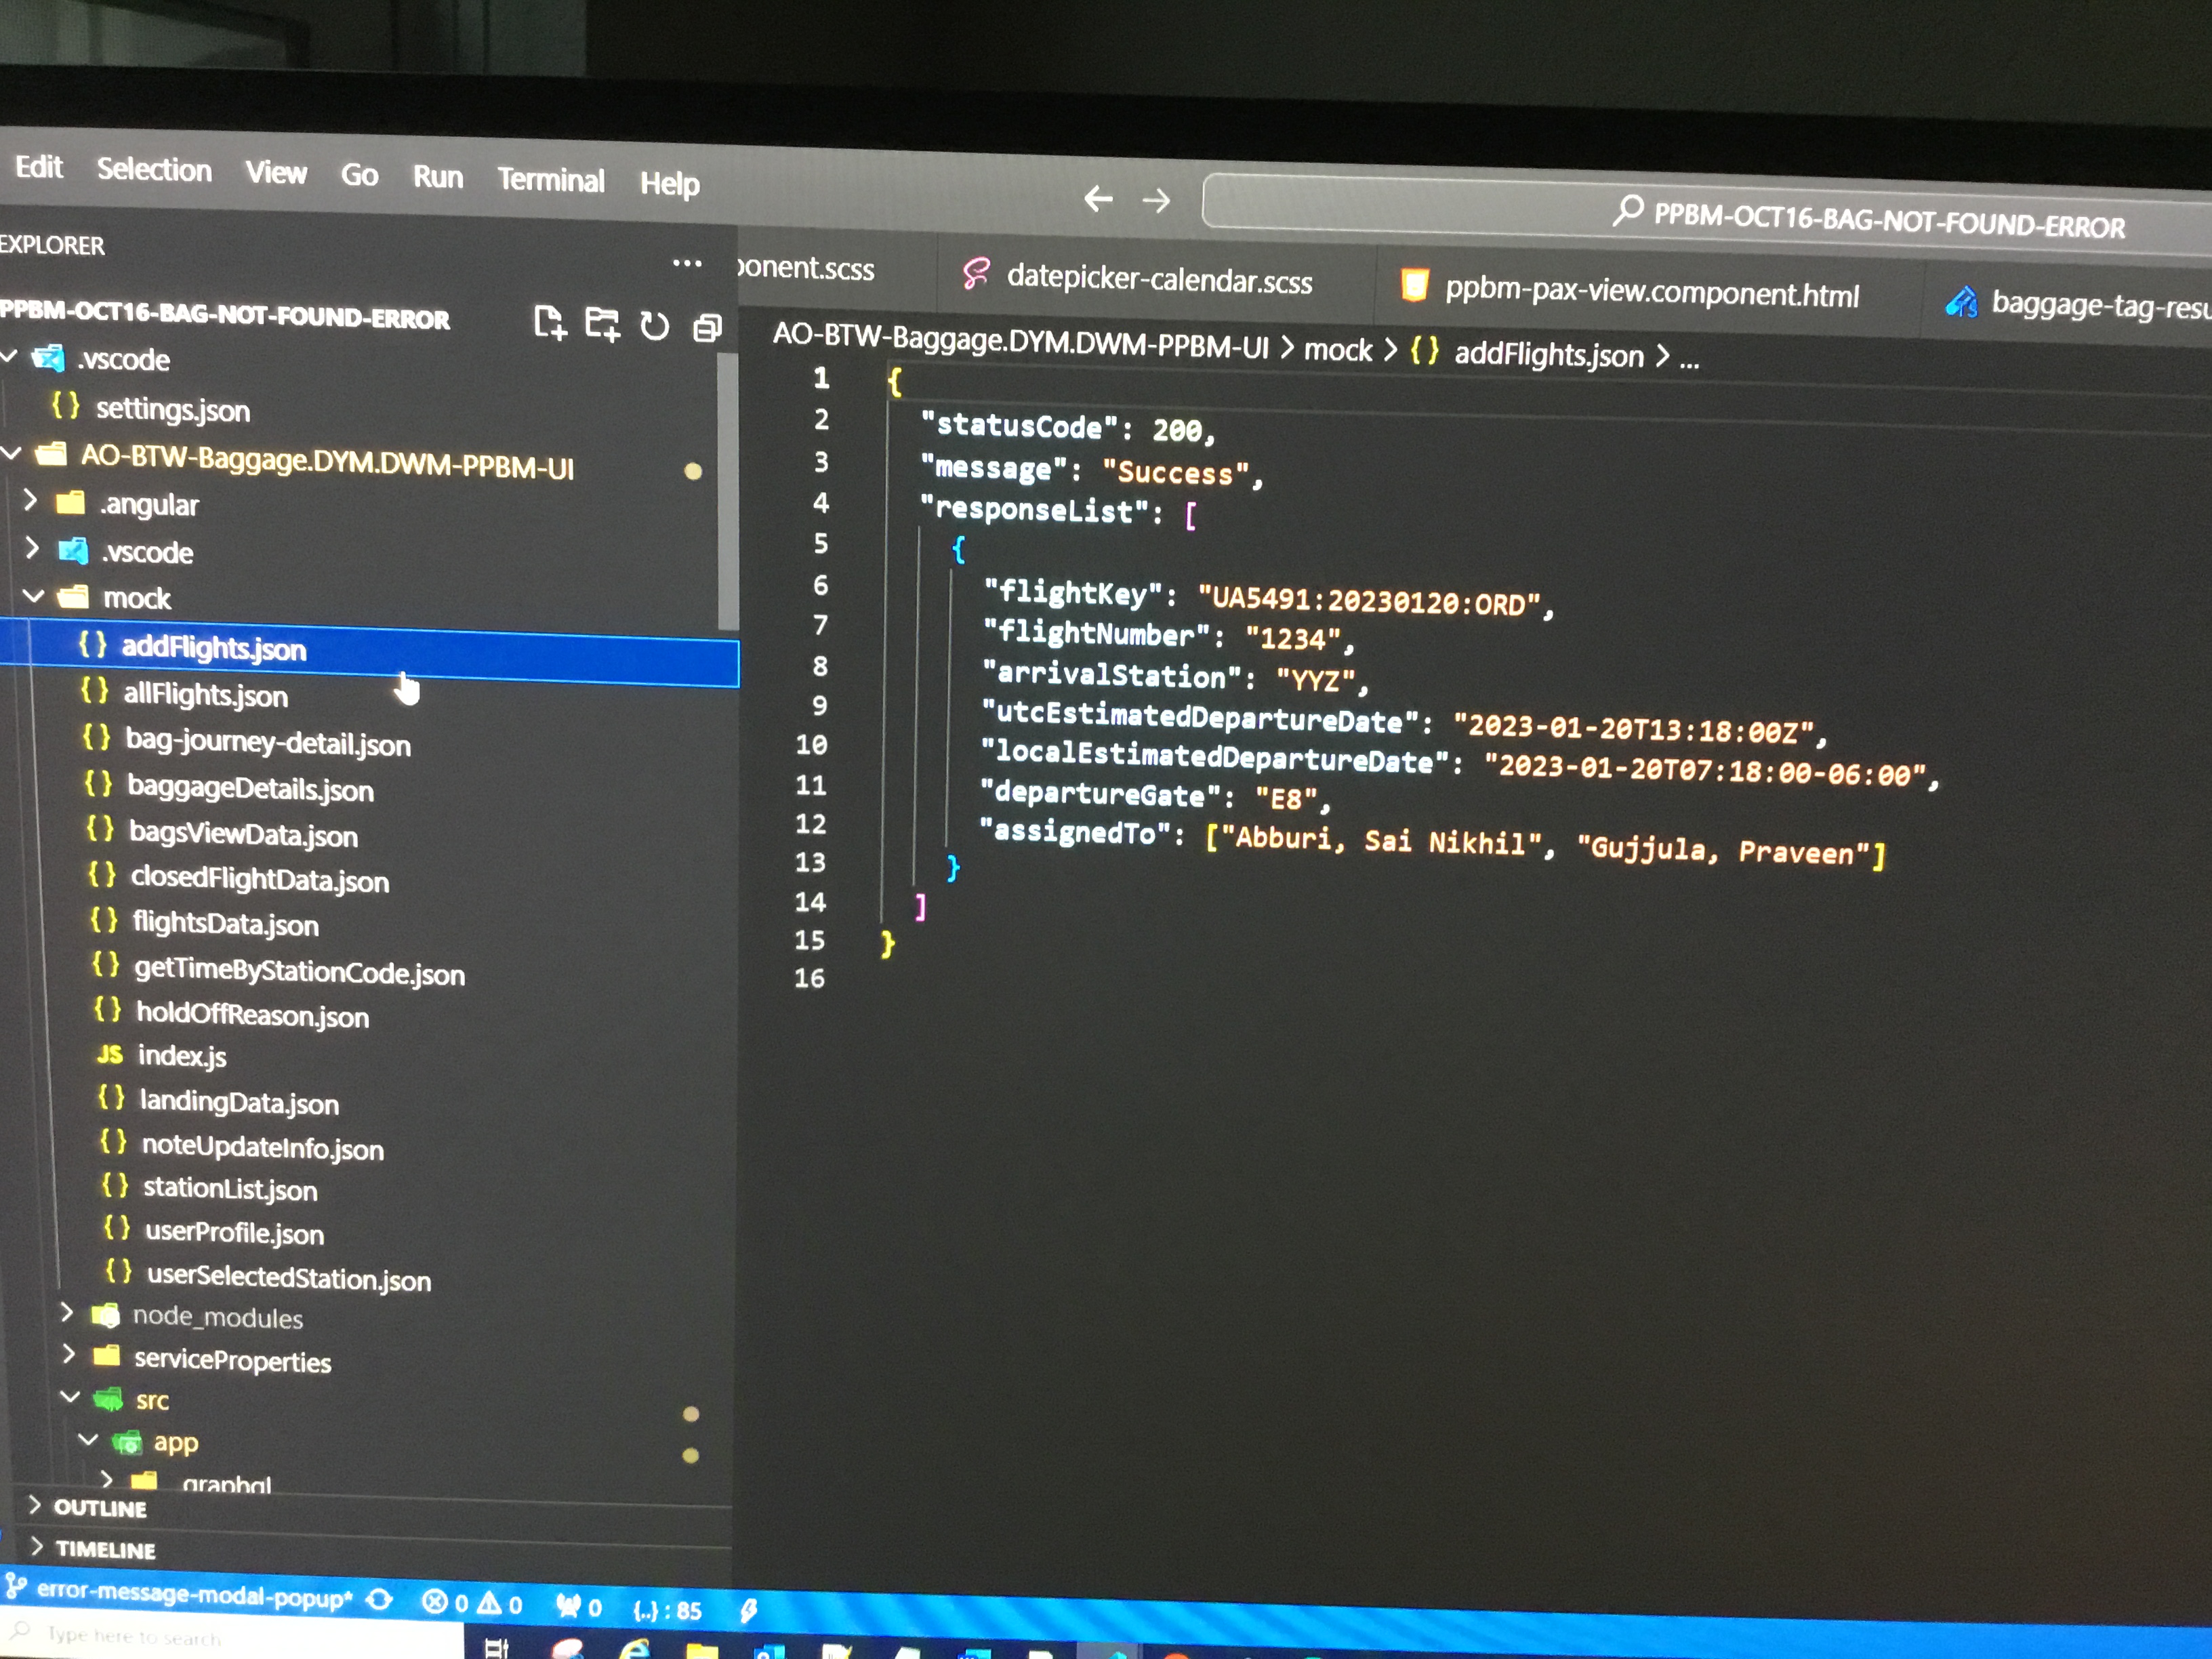 Edit Selection View Go Run Terminal Help
PPBM-OCT16-BAG-NOT-FOUND-ERROR
EXPLORER
PPBM-OCT16-BAG-NOT-FOUND-ERROR
.vscode
settings.json
AO-BTW-Baggage.DYM.DWM-PPBM-UI
.angular
.vscode
mock
addFlights.json
allFlights.json
bag-journey-detail.json
baggageDetails.json
bagsViewData.json
closedFlightData.json
flightsData.json
getTimeByStationCode.json
holdOffReason.json
JS index.js
landingData.json
noteUpdateInfo.json
stationList.json
userProfile.json
userSelectedStation.json
node_modules
serviceProperties
src
app
graphql
OUTLINE
TIMELINE
ponent.scss datepicker-calendar.scss ppbm-pax-view.component.html baggage-tag-resu
AO-BTW-Baggage.DYM.DWM-PPBM-UI > mock > {} addFlights.json > ...
1 {
2 "statusCode": 200,
3 "message": "Success",
4 "responseList": [
5 {
6 "flightKey": "UA5491:20230120:ORD",
7 "flightNumber": "1234",
8 "arrivalStation": "YYZ",
9 "utcEstimatedDepartureDate": "2023-01-20T13:18:00Z",
10 "localEstimatedDepartureDate": "2023-01-20T07:18:00-06:00",
11 "departureGate": "E8",
12 "assignedTo": ["Abburi, Sai Nikhil", "Gujjula, Praveen"]
13 }
14 ]
15 }
16
error-message-modal-popup* 0 0 0 {..} : 85
Type here to search